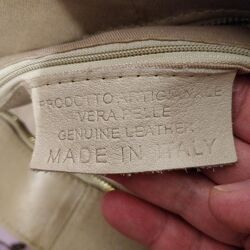 PRODOTTO ARTIGIANALE
VERA PELLE
GENUINE LEATHER
MADE IN ITALY